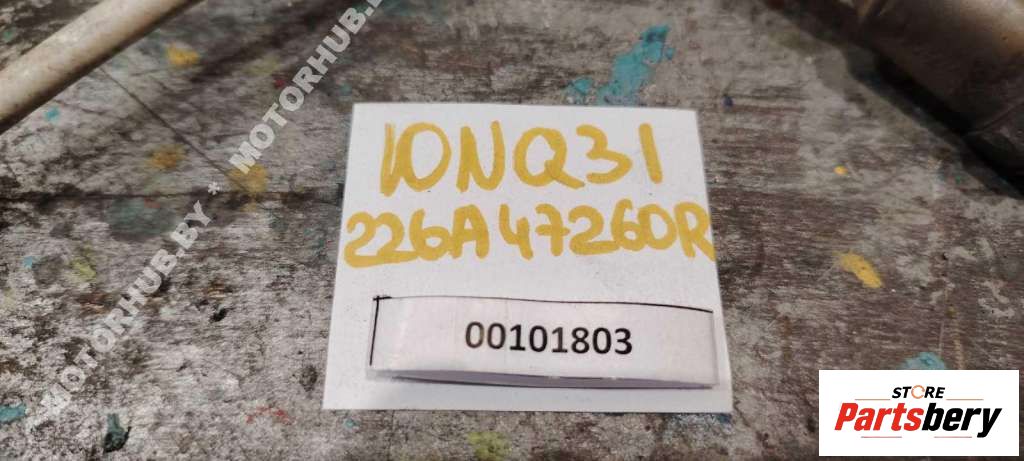 MOTORHUB.BY * MOTORHUB.BY
10NQ31
226A47260R
00101803
STORE
Partsbery